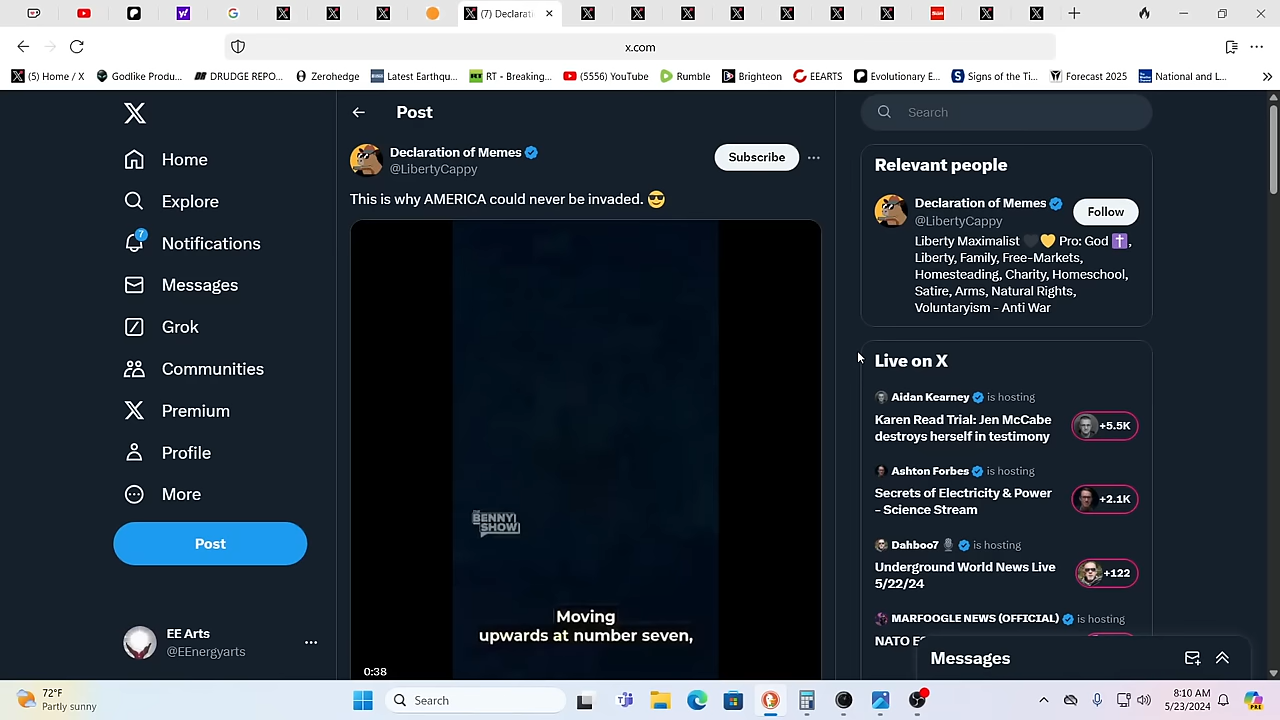 (7) Declarati
x.com
(5) Home / X
Godlike Produ...
DRUDGE REPO...
Zerohedge
Latest Earthqu...
RT - Breaking...
(5556) YouTube
Rumble
Brighteon
EEARTS
Evolutionary E...
Signs of the Ti...
Forecast 2025
National and L...
Home
Explore
7
Notifications
Messages
Grok
Communities
Premium
Profile
More
Post
EE Arts
@EEnergyarts
Post
Declaration of Memes
@LibertyCappy
Subscribe
This is why AMERICA could never be invaded. 😎
BENNY
SHOW
Moving
upwards at number seven,
0:38
Search
Relevant people
Declaration of Memes
@LibertyCappy
Follow
Liberty Maximalist 🖤💛 Pro: God ✝️,
Liberty, Family, Free-Markets,
Homesteading, Charity, Homeschool,
Satire, Arms, Natural Rights,
Voluntaryism - Anti War
Live on X
Aidan Kearney is hosting
Karen Read Trial: Jen McCabe
destroys herself in testimony
+5.5K
Ashton Forbes is hosting
Secrets of Electricity & Power
- Science Stream
+2.1K
Dahboo7 🎙 is hosting
Underground World News Live
5/22/24
+122
MARFOOGLE NEWS (OFFICIAL) is hosting
Messages
72°F
Partly sunny
Search
8:10 AM
5/23/2024